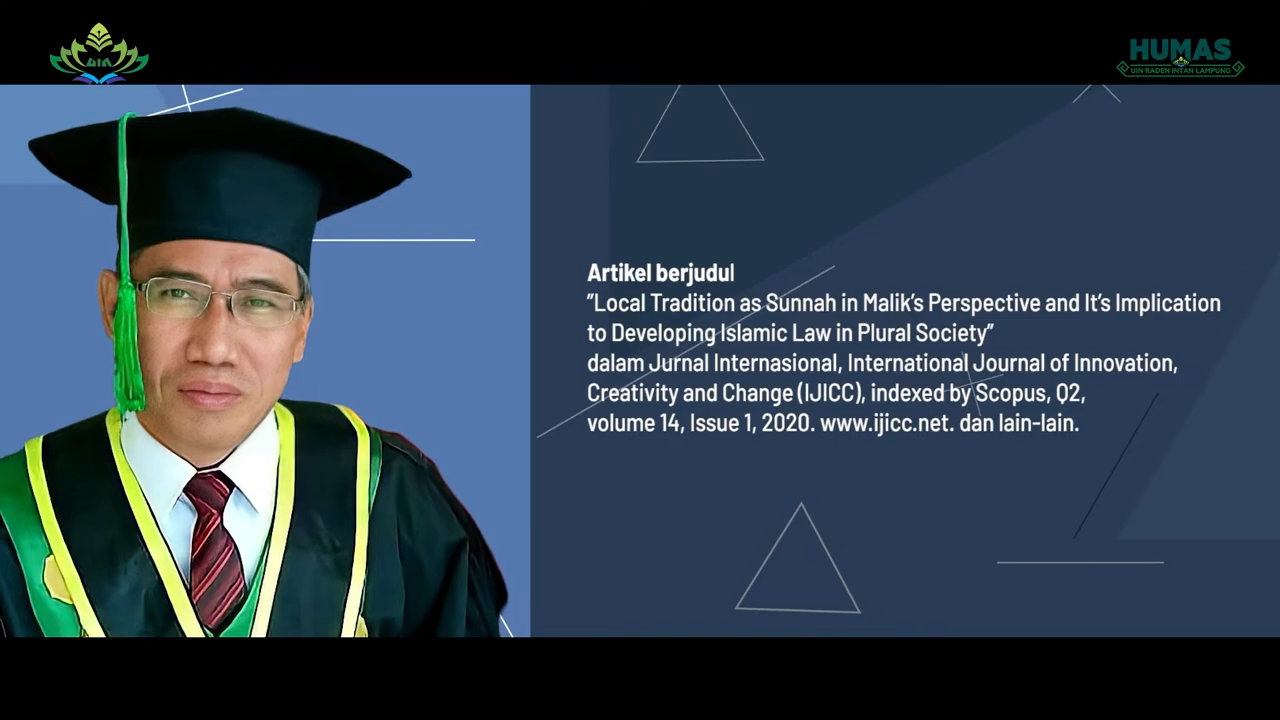 HUMAS
UIN RADEN INTAN LAMPUNG
Artikel berjudul
"Local Tradition as Sunnah in Malik's Perspective and It's Implication
to Developing Islamic Law in Plural Society"
dalam Jurnal Internasional, International Journal of Innovation,
Creativity and Change (IJICC), indexed by Scopus, Q2,
volume 14, Issue 1, 2020. www.ijicc.net. dan lain-lain.